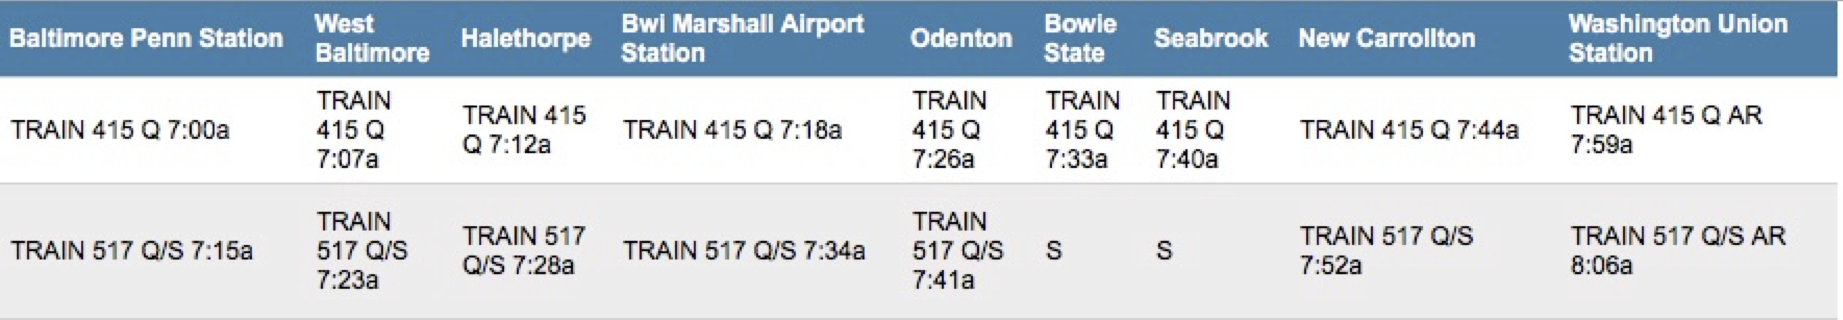 Baltimore Penn Station
West
Baltimore
Halethorpe
Bwi Marshall Airport
Station
Odenton
Bowie
State
Seabrook
New Carrollton
Washington Union
Station
TRAIN 415 Q 7:00a
TRAIN
415 Q
7:07a
TRAIN 415
Q 7:12a
TRAIN 415 Q 7:18a
TRAIN
415 Q
7:26a
TRAIN
415 Q
7:33a
TRAIN
415 Q
7:40a
TRAIN 415 Q 7:44a
TRAIN 415 Q AR
7:59a
TRAIN 517 Q/S 7:15a
TRAIN
517 Q/S
7:23a
TRAIN 517
Q/S 7:28a
TRAIN 517 Q/S 7:34a
TRAIN
517 Q/S
7:41a
S
S
TRAIN 517 Q/S
7:52a
TRAIN 517 Q/S AR
8:06a